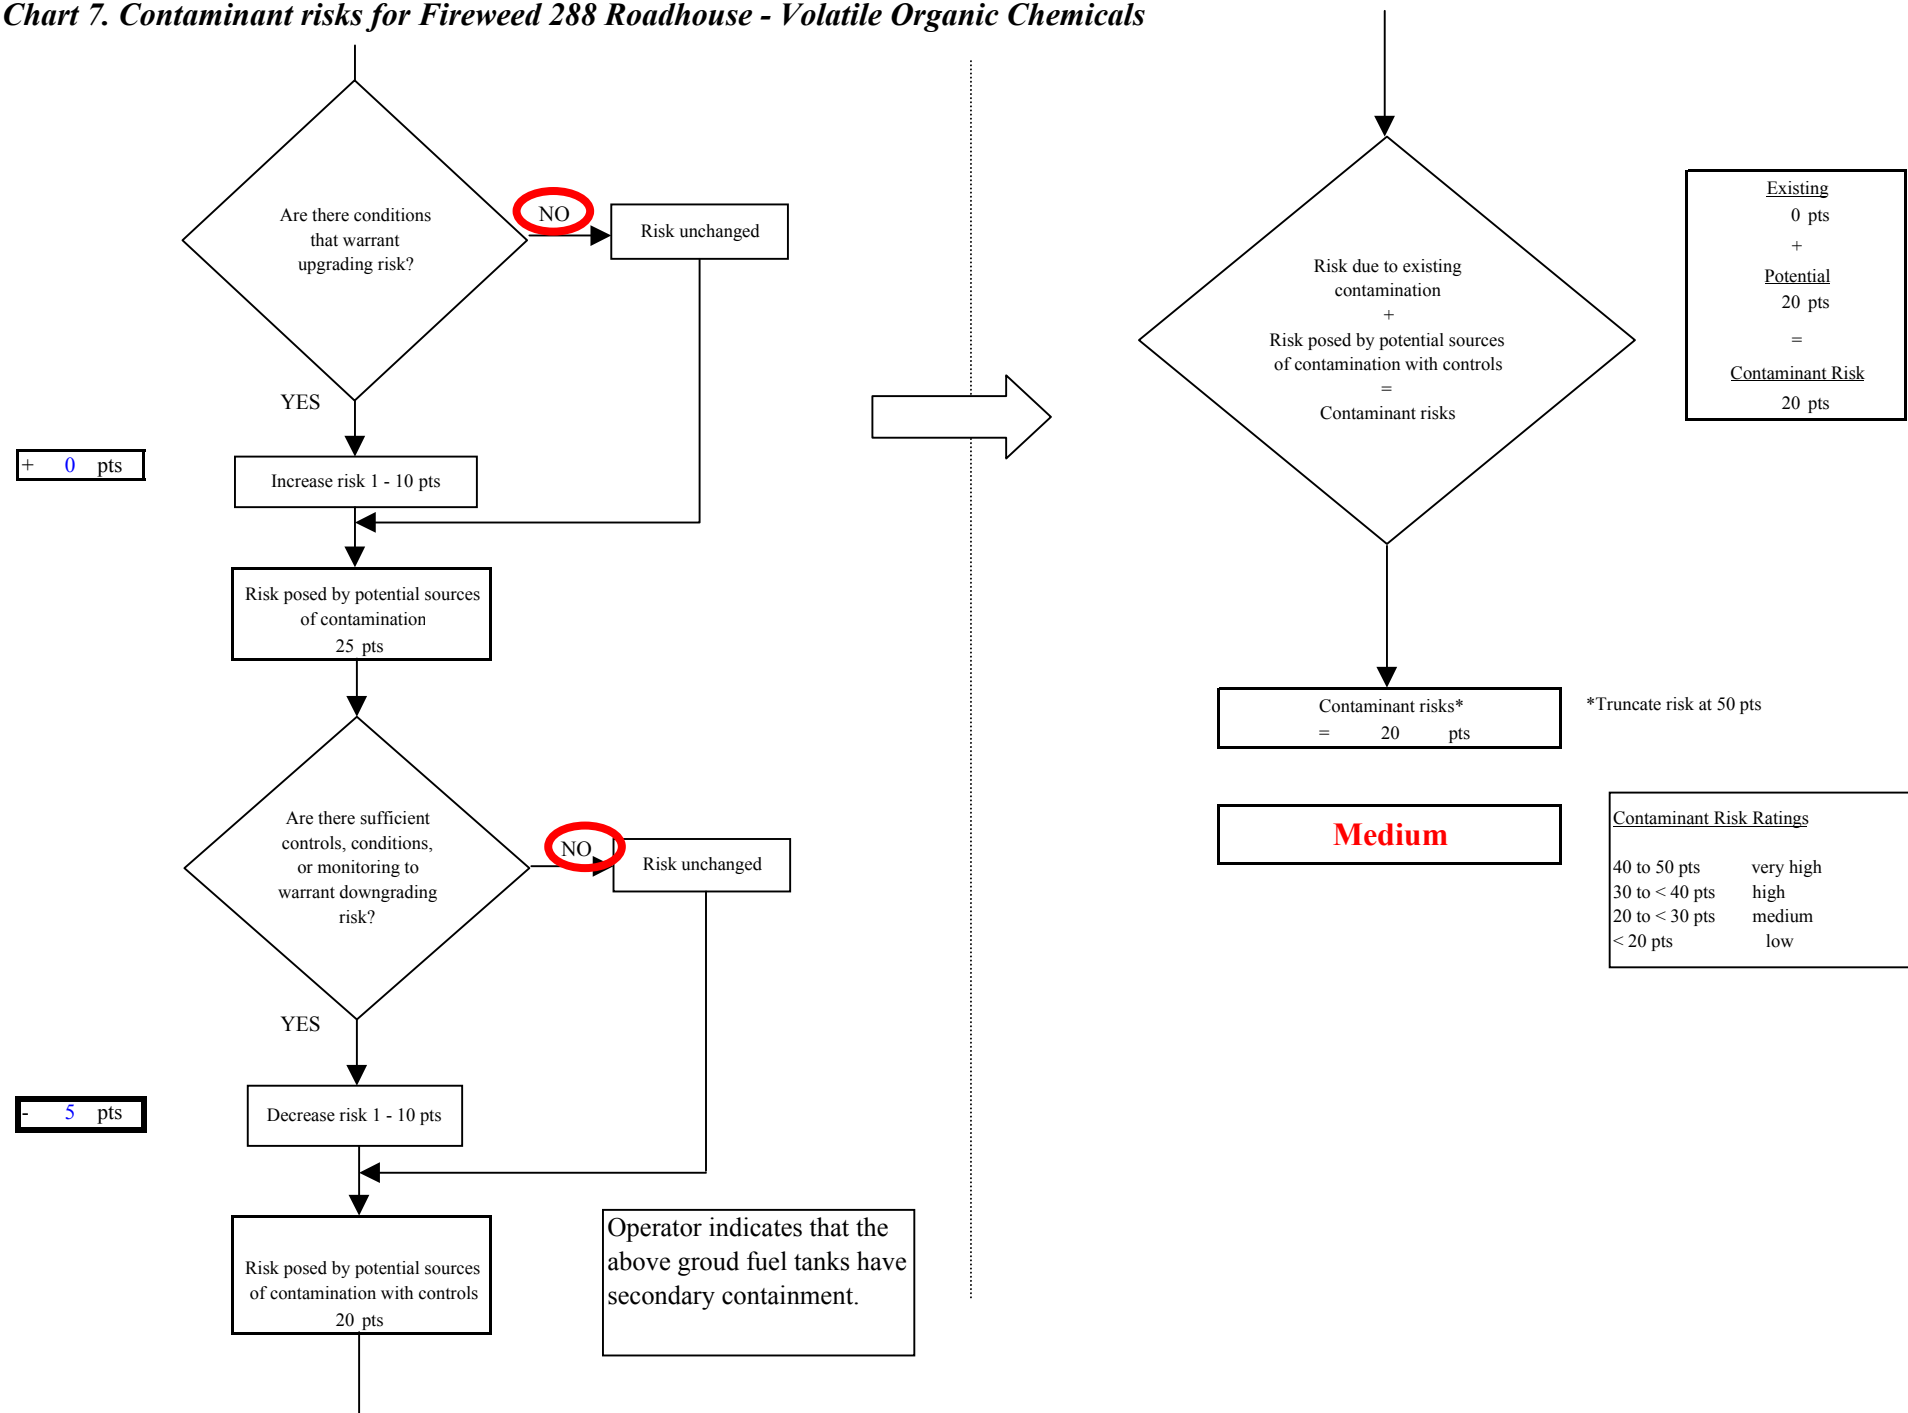 Chart 7. Contaminant risks for Fireweed 288 Roadhouse - Volatile Organic Chemicals
Are there conditions
that warrant
upgrading risk?
NO
Risk unchanged
YES
+ 0 pts
Increase risk 1 - 10 pts
Risk posed by potential sources
of contamination
25 pts
Are there sufficient
controls, conditions,
or monitoring to
warrant downgrading
risk?
NO
Risk unchanged
YES
- 5 pts
Decrease risk 1 - 10 pts
Risk posed by potential sources
of contamination with controls
20 pts
Operator indicates that the
above groud fuel tanks have
secondary containment.
Risk due to existing
contamination
+
Risk posed by potential sources
of contamination with controls
=
Contaminant risks
Existing
0 pts
+
Potential
20 pts
=
Contaminant Risk
20 pts
Contaminant risks*
= 20 pts
*Truncate risk at 50 pts
Medium
Contaminant Risk Ratings
40 to 50 pts very high
30 to < 40 pts high
20 to < 30 pts medium
< 20 pts low